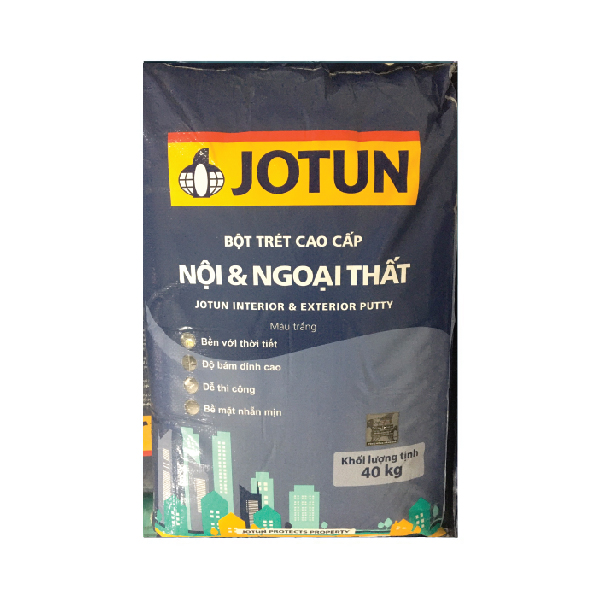 JOTUN
BỘT TRÉT CAO CẤP
NỘI & NGOẠI THẤT
JOTUN INTERIOR & EXTERIOR PUTTY
Màu trắng
Bền với thời tiết
Độ bám dính cao
Dễ thi công
Bề mặt nhẵn mịn
Khối lượng tịnh
40 kg
JOTUN PROTECTS PROPERTY